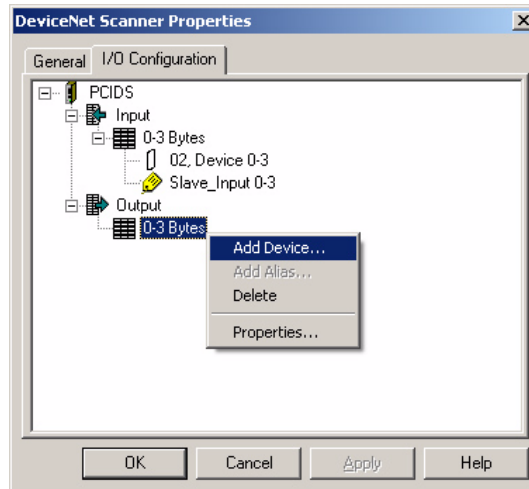 DeviceNet Scanner Properties
General I/O Configuration
PCIDS
Input
0-3 Bytes
02, Device 0-3
Slave_Input 0-3
Output
0-3 Bytes
Add Device...
Add Alias...
Delete
Properties...
OK Cancel Apply Help